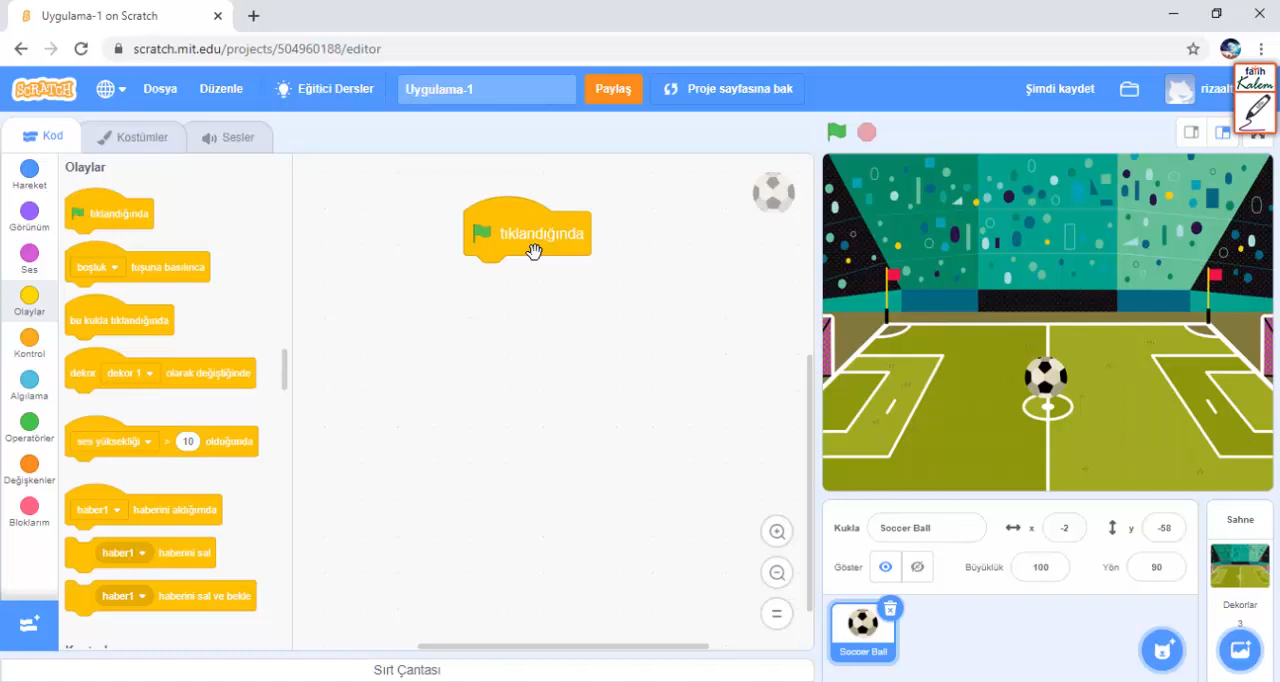 Uygulama-1 on Scratch
scratch.mit.edu/projects/504960188/editor
SCRATCH
Dosya
Düzenle
Eğitici Dersler
Uygulama-1
Paylaş
Proje sayfasına bak
Şimdi kaydet
fatih
Kalem
Kod
Kostümler
Sesler
Hareket
Görünüm
Ses
Olaylar
Kontrol
Algılama
Operatörler
Değişkenler
Bloklarım
Olaylar
tıklandığında
boşluk tuşuna basılınca
bu kukla tıklandığında
dekor dekor 1 olarak değiştiğinde
ses yüksekliği > 10 olduğunda
haber1 haberini aldığımda
haber1 haberini sal
haber1 haberini sal ve bekle
tıklandığında
Sırt Çantası
Kukla
Soccer Ball
x
-2
y
-58
Göster
Büyüklük
100
Yön
90
Soccer Ball
Sahne
Dekorlar
3